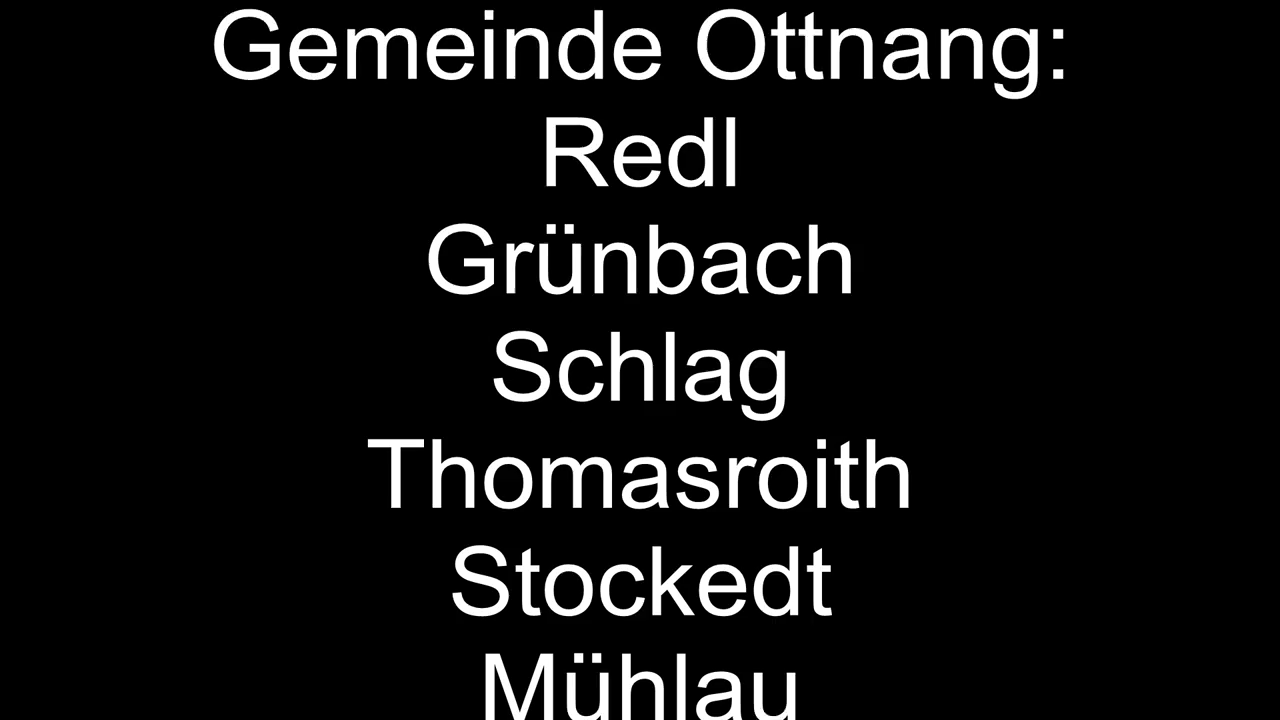 Gemeinde Ottnang:
Redl
Grünbach
Schlag
Thomasroith
Stockedt
Mühlau